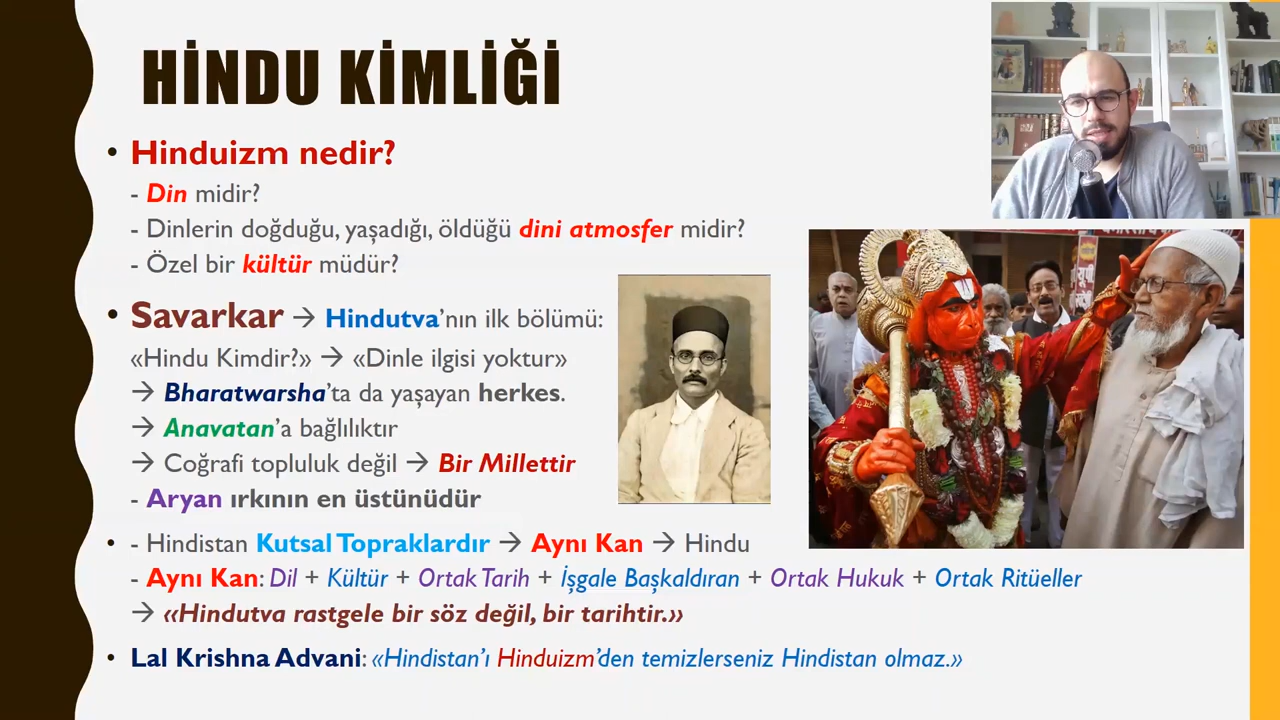 HİNDU KİMLİĞİ
• Hinduizm nedir?
- Din midir?
- Dinlerin doğduğu, yaşadığı, öldüğü dini atmosfer midir?
- Özel bir kültür müdür?
• Savarkar → Hindutva’nın ilk bölümü:
«Hindu Kimdir?» → «Dinle ilgisi yoktur»
→ Bharatwarsha’ta da yaşayan herkes.
→ Anavatan’a bağlılıktır
→ Coğrafi topluluk değil → Bir Millettir
- Aryan ırkının en üstünüdür
• - Hindistan Kutsal Topraklardır → Aynı Kan → Hindu
- Aynı Kan: Dil + Kültür + Ortak Tarih + İşgale Başkaldıran + Ortak Hukuk + Ortak Ritüeller
→ «Hindutva rastgele bir söz değil, bir tarihtir.»
• Lal Krishna Advani: «Hindistan’ı Hinduizm’den temizlerseniz Hindistan olmaz.»